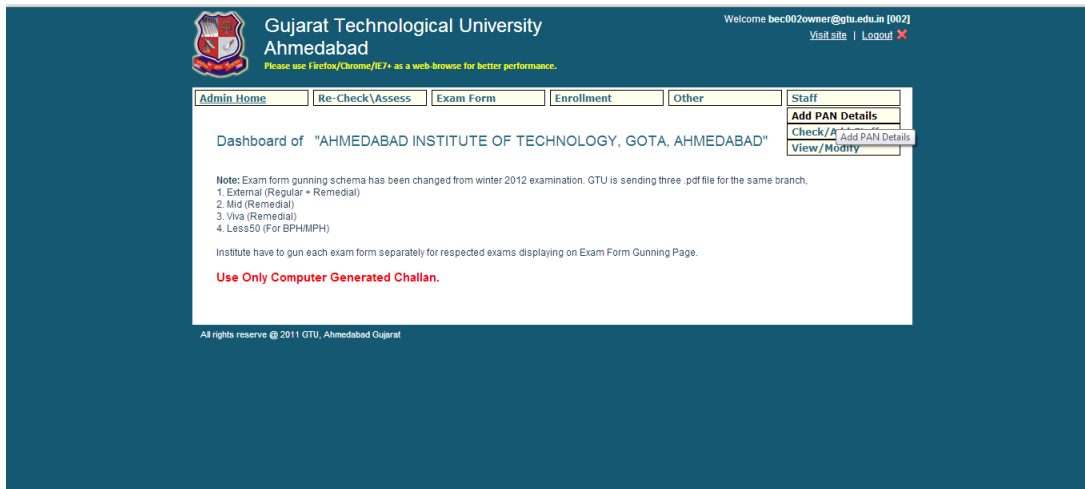 Gujarat Technological University
Ahmedabad
Please use Firefox/Chrome/IE7+ as a web-browse for better performance.
Welcome bec002owner@gtu.edu.in [002]
Visit site | Logout
Admin Home Re-Check\Assess Exam Form Enrollment Other Staff
Add PAN Details
Check/Add Staff
Add PAN Details
View/Modify
Dashboard of "AHMEDABAD INSTITUTE OF TECHNOLOGY, GOTA, AHMEDABAD"
Note: Exam form gunning schema has been changed from winter 2012 examination. GTU is sending three .pdf file for the same branch,
1. External (Regular + Remedial)
2. Mid (Remedial)
3. Viva (Remedial)
4. Less50 (For BPH/MPH)
Institute have to gun each exam form separately for respected exams displaying on Exam Form Gunning Page.
Use Only Computer Generated Challan.
All rights reserve @ 2011 GTU, Ahmedabad Gujarat